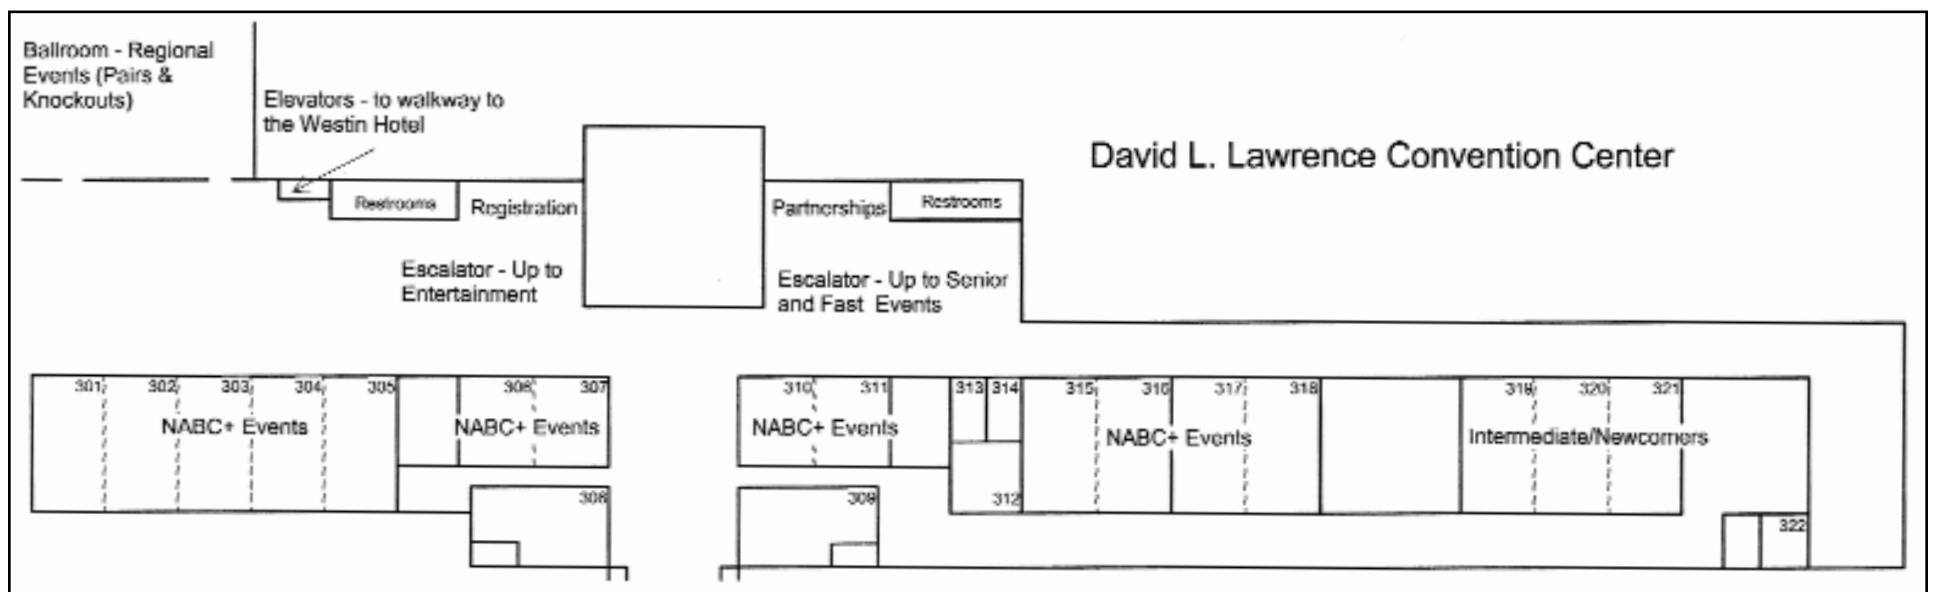 Ballroom - Regional
Events (Pairs &
Knockouts)
Elevators - to walkway to
the Westin Hotel
David L. Lawrence Convention Center
Restrooms
Registration
Partnerships
Restrooms
Escalator - Up to
Entertainment
Escalator - Up to Senior
and Fast Events
301
302
303
304
305
306
307
310
311
313
314
315
316
317
318
319
320
321
NABC+ Events
NABC+ Events
NABC+ Events
NABC+ Events
Intermediate/Newcomers
308
309
312
322